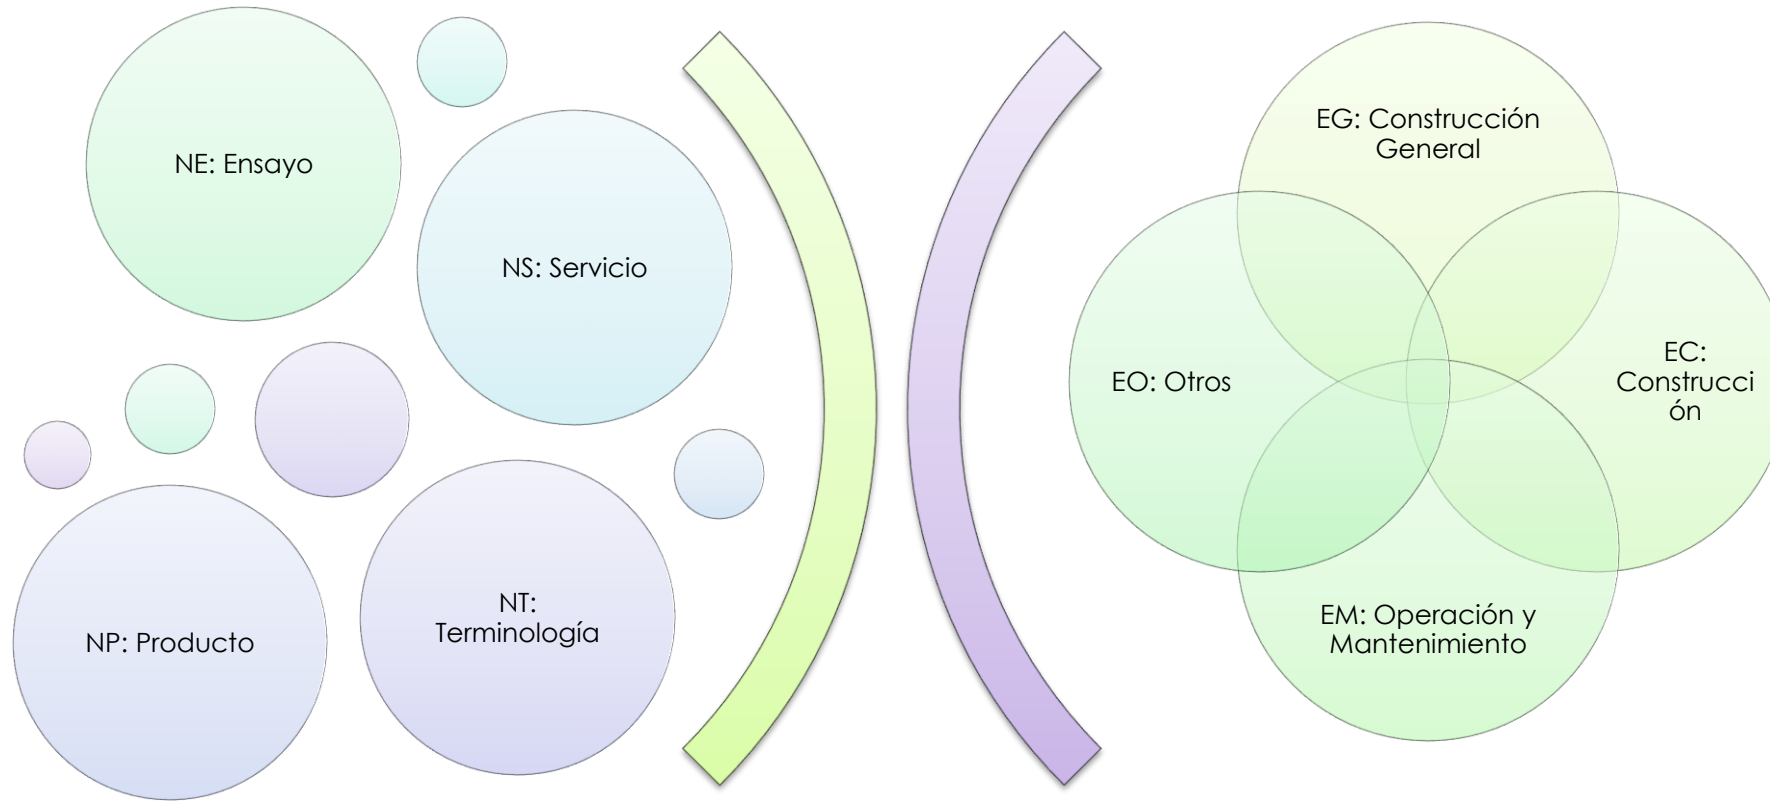 NE: Ensayo
NS: Servicio
NP: Producto
NT:
Terminología
EG: Construcción
General
EO: Otros
EC:
Construcci
ón
EM: Operación y
Mantenimiento